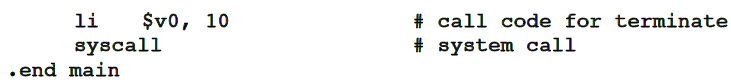 li $v0, 10 # call code for terminate
syscall # system call
.end main